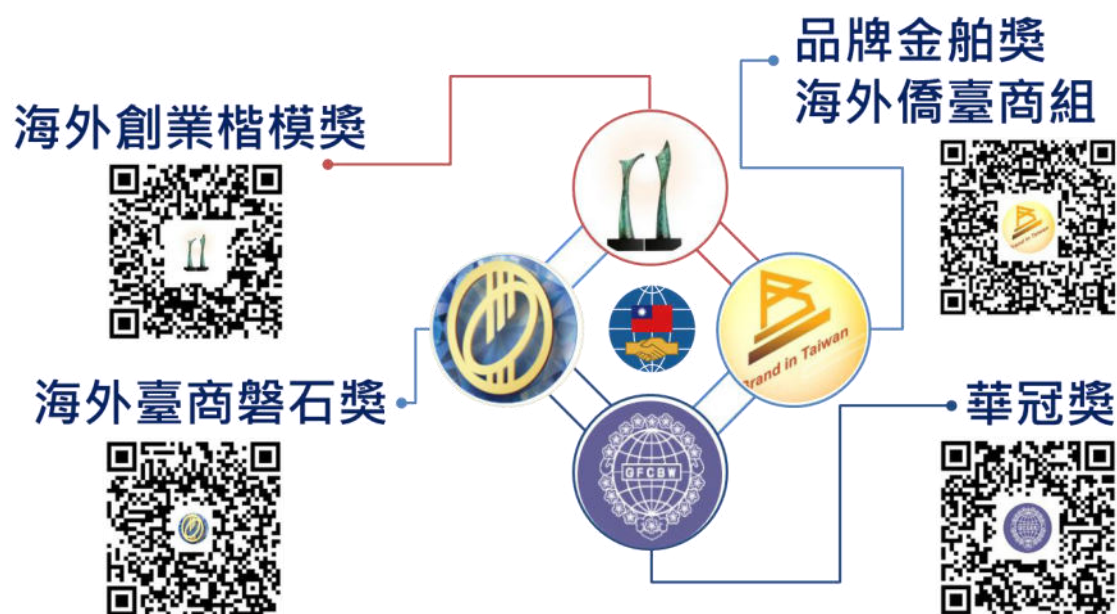 海外創業楷模獎
品牌金舶獎
海外僑臺商組
Brand in Taiwan
海外臺商磐石獎
GFCBW
華冠獎